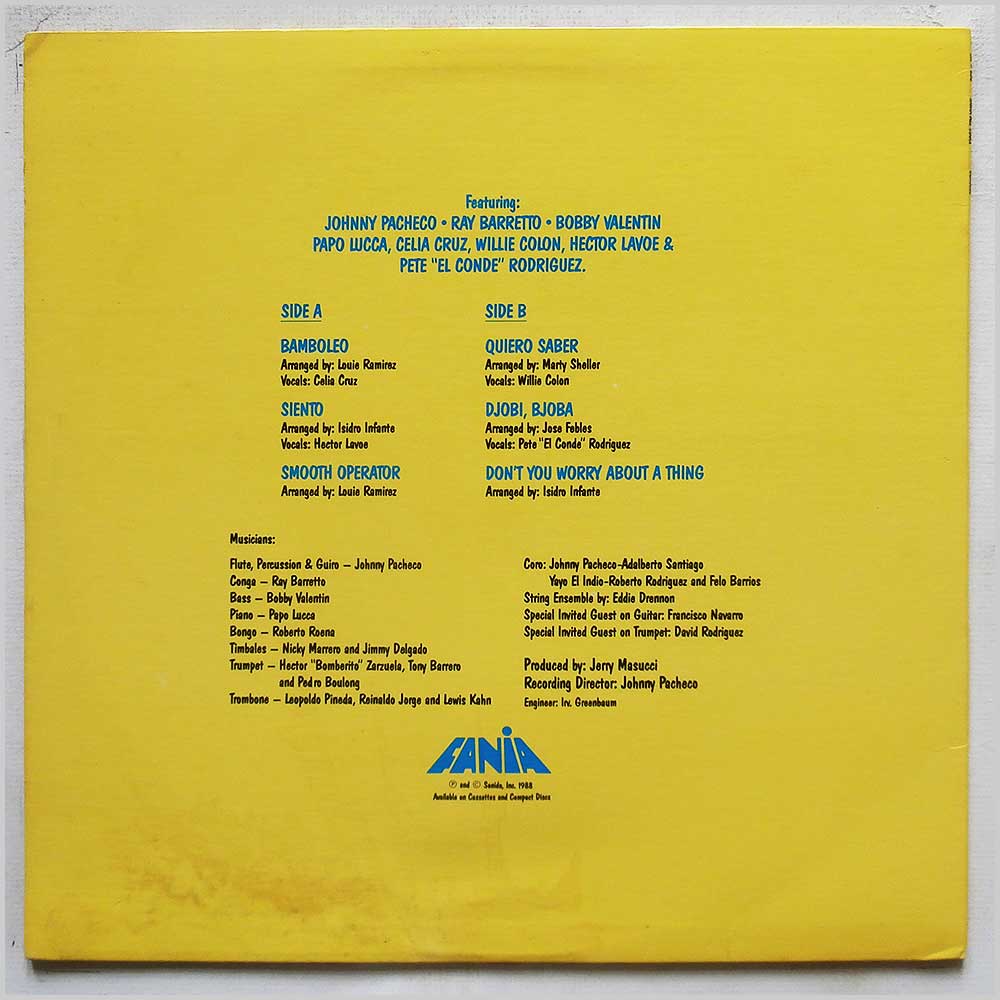 Featuring:
JOHNNY PACHECO • RAY BARRETTO • BOBBY VALENTIN
PAPO LUCCA, CELIA CRUZ, WILLIE COLON, HECTOR LAVOE &
PETE "EL CONDE" RODRIGUEZ.
SIDE A
BAMBOLEO
Arranged by: Louie Ramirez
Vocals: Celia Cruz
SIENTO
Arranged by: Isidro Infante
Vocals: Hector Lavoe
SMOOTH OPERATOR
Arranged by: Louie Ramirez
SIDE B
QUIERO SABER
Arranged by: Marty Sheller
Vocals: Willie Colon
DJOBI, BJOBA
Arranged by: Jose Febles
Vocals: Pete "El Conde" Rodriguez
DON'T YOU WORRY ABOUT A THING
Arranged by: Isidro Infante
Musicians:
Flute, Percussion & Guiro – Johnny Pacheco
Conga – Ray Barretto
Bass – Bobby Valentin
Piano – Papo Lucca
Bongo – Roberto Roena
Timbales – Nicky Marrero and Jimmy Delgado
Trumpet – Hector "Bomberito" Zarzuela, Tony Barrero
and Pedro Boulong
Trombone – Leopoldo Pineda, Reinaldo Jorge and Lewis Kahn
Coro: Johnny Pacheco-Adalberto Santiago
Yayo El Indio-Roberto Rodriguez and Felo Barrios
String Ensemble by: Eddie Drennon
Special Invited Guest on Guitar: Francisco Navarro
Special Invited Guest on Trumpet: David Rodriguez
Produced by: Jerry Masucci
Recording Director: Johnny Pacheco
Engineer: Irv. Greenbaum
FANIA
℗ and © Sonido, Inc. 1988
Available on Cassettes and Compact Discs